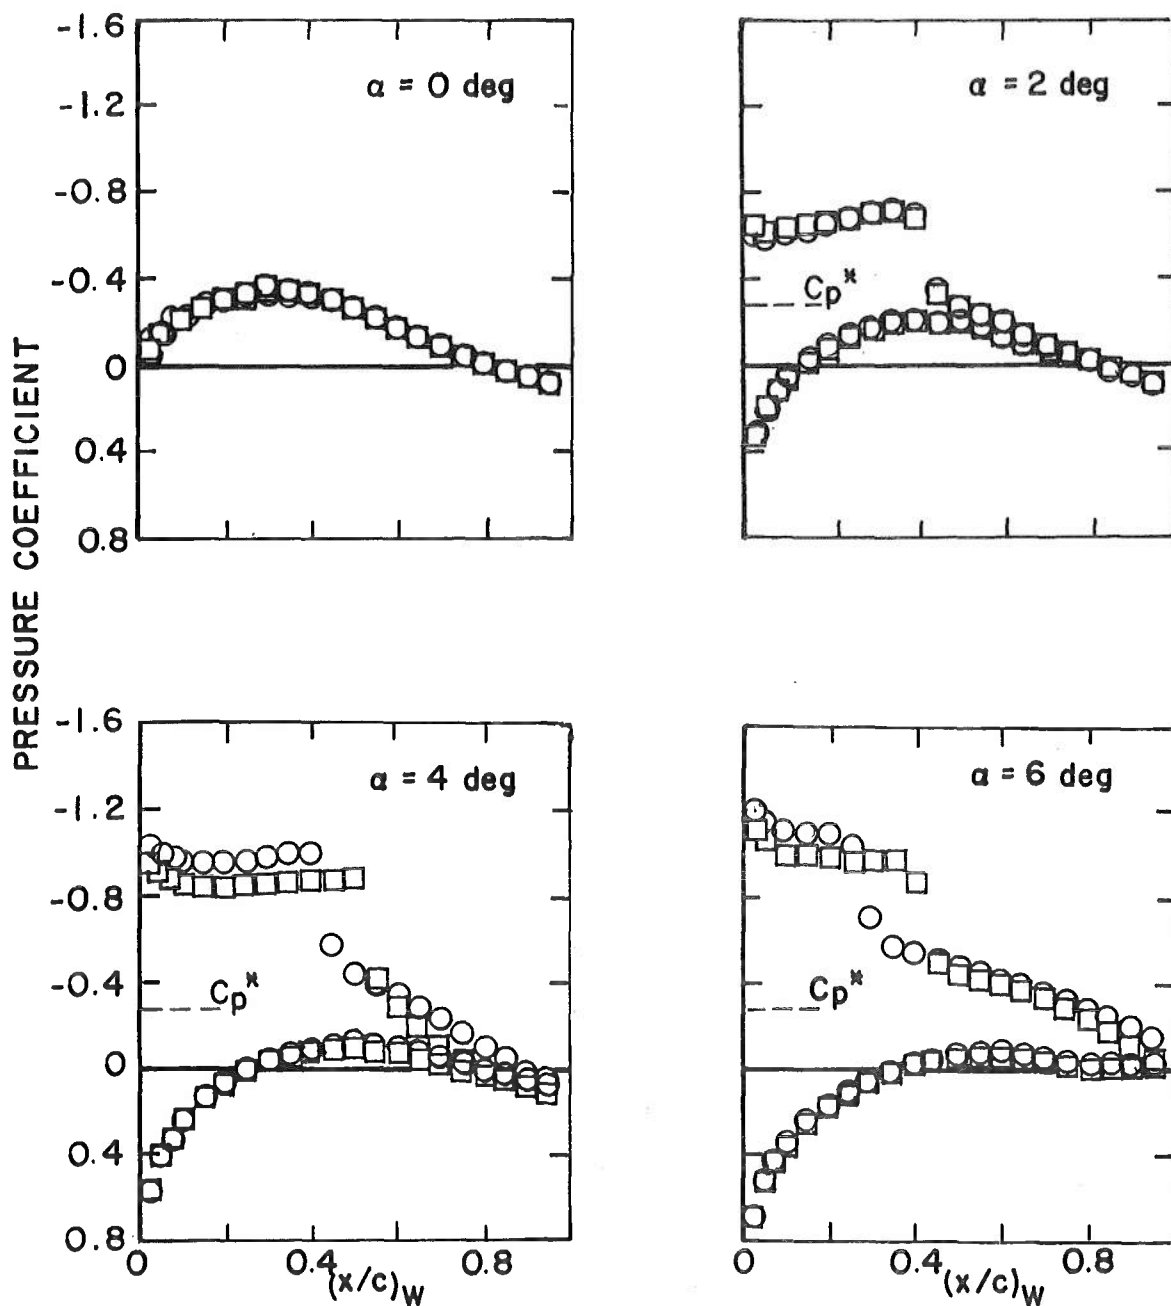 PRESSURE COEFFICIENT
-1.6
-1.2
-0.8
-0.4
0
0.4
0.8
α = 0 deg
α = 2 deg
Cp*
-1.6
-1.2
-0.8
-0.4
0
0.4
0.8
α = 4 deg
Cp*
0 0.4 0.8
(x/c)W
α = 6 deg
Cp*
0 0.4 0.8
(x/c)W